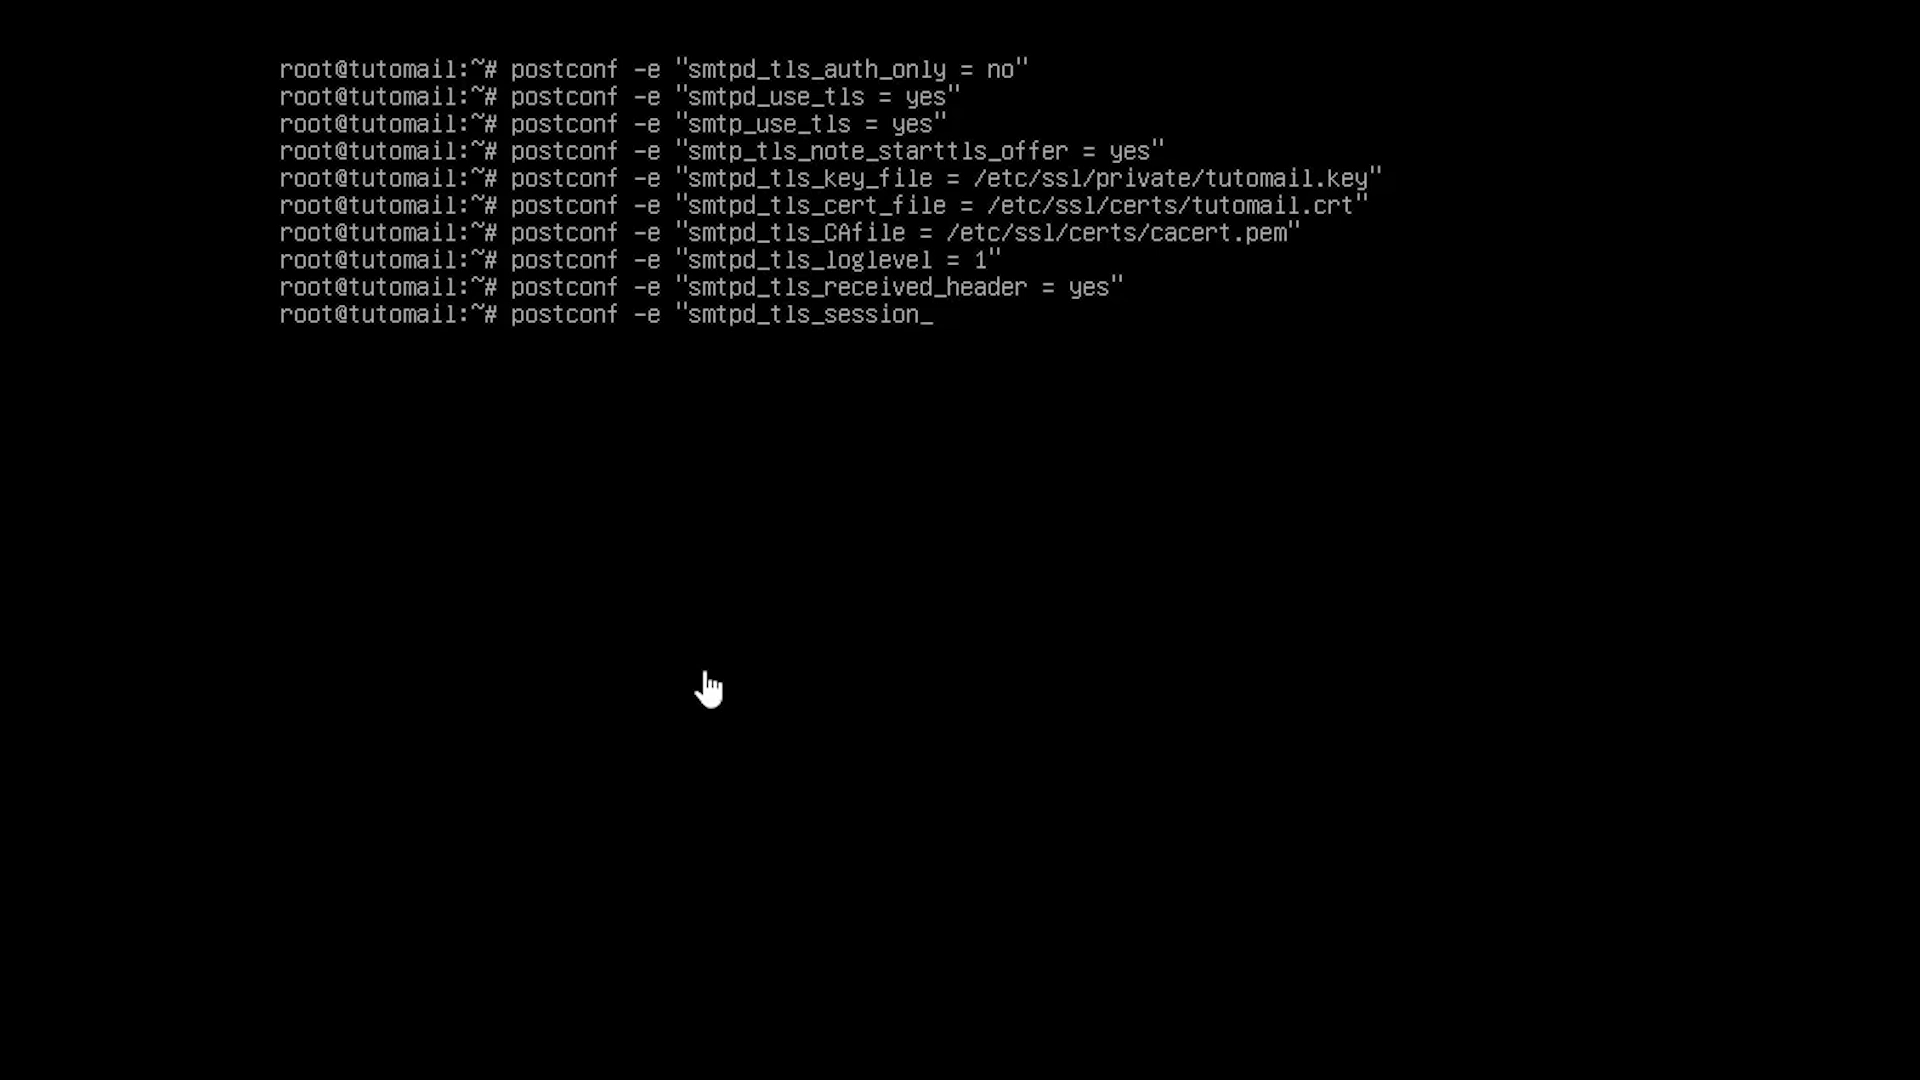 root@tutomail:~# postconf -e "smtpd_tls_auth_only = no"
root@tutomail:~# postconf -e "smtpd_use_tls = yes"
root@tutomail:~# postconf -e "smtp_use_tls = yes"
root@tutomail:~# postconf -e "smtp_tls_note_starttls_offer = yes"
root@tutomail:~# postconf -e "smtpd_tls_key_file = /etc/ssl/private/tutomail.key"
root@tutomail:~# postconf -e "smtpd_tls_cert_file = /etc/ssl/certs/tutomail.crt"
root@tutomail:~# postconf -e "smtpd_tls_CAfile = /etc/ssl/certs/cacert.pem"
root@tutomail:~# postconf -e "smtpd_tls_loglevel = 1"
root@tutomail:~# postconf -e "smtpd_tls_received_header = yes"
root@tutomail:~# postconf -e "smtpd_tls_session_